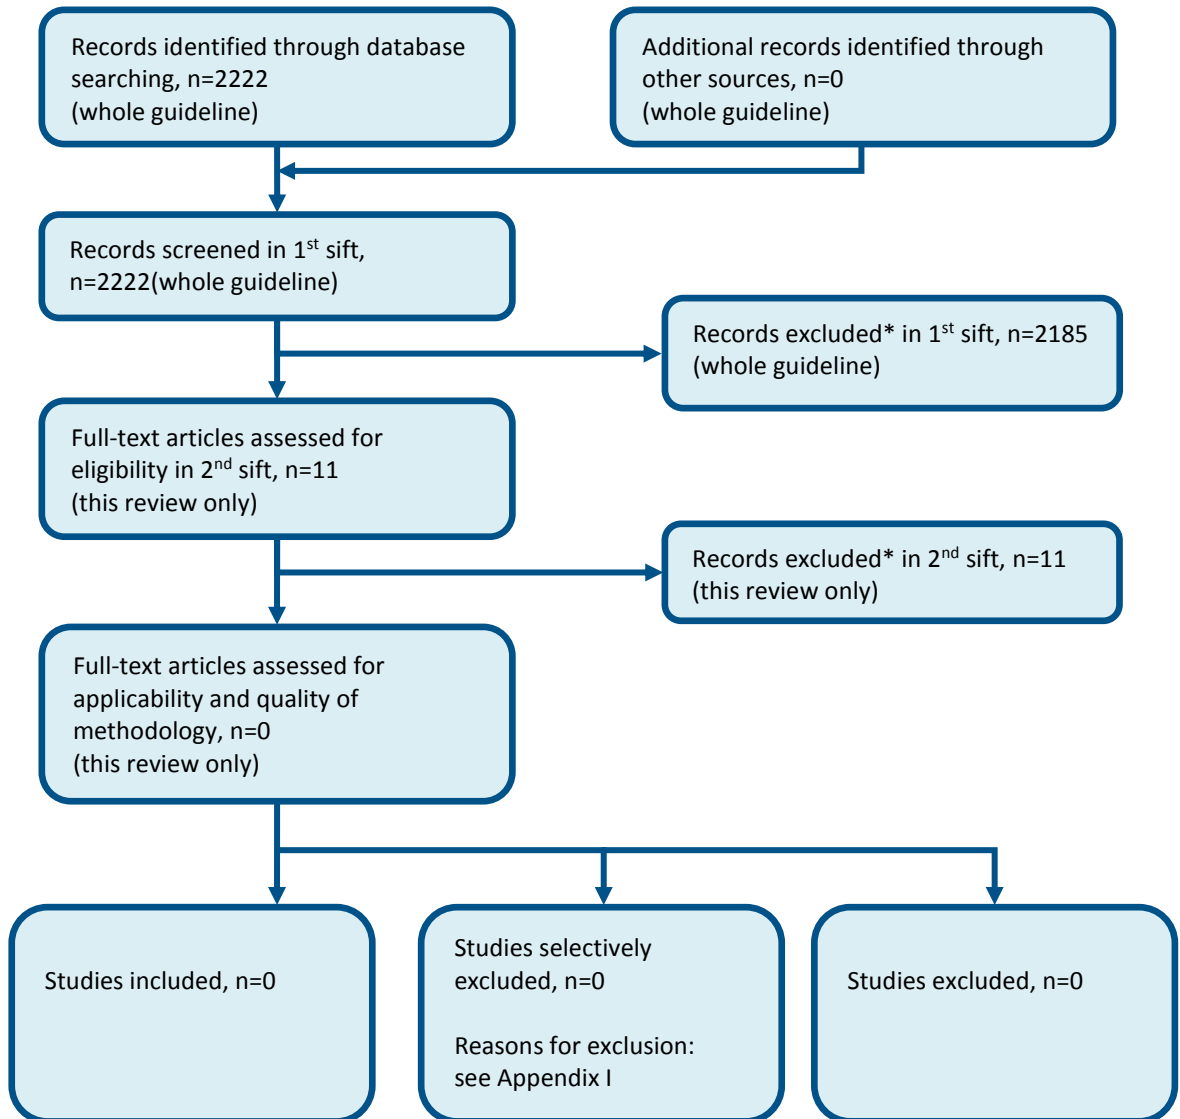 Records identified through database
searching, n=2222
(whole guideline)
Additional records identified through
other sources, n=0
(whole guideline)
Records screened in 1st sift,
n=2222(whole guideline)
Records excluded* in 1st sift, n=2185
(whole guideline)
Full-text articles assessed for
eligibility in 2nd sift, n=11
(this review only)
Records excluded* in 2nd sift, n=11
(this review only)
Full-text articles assessed for
applicability and quality of
methodology, n=0
(this review only)
Studies included, n=0
Studies selectively
excluded, n=0
Reasons for exclusion:
see Appendix I
Studies excluded, n=0